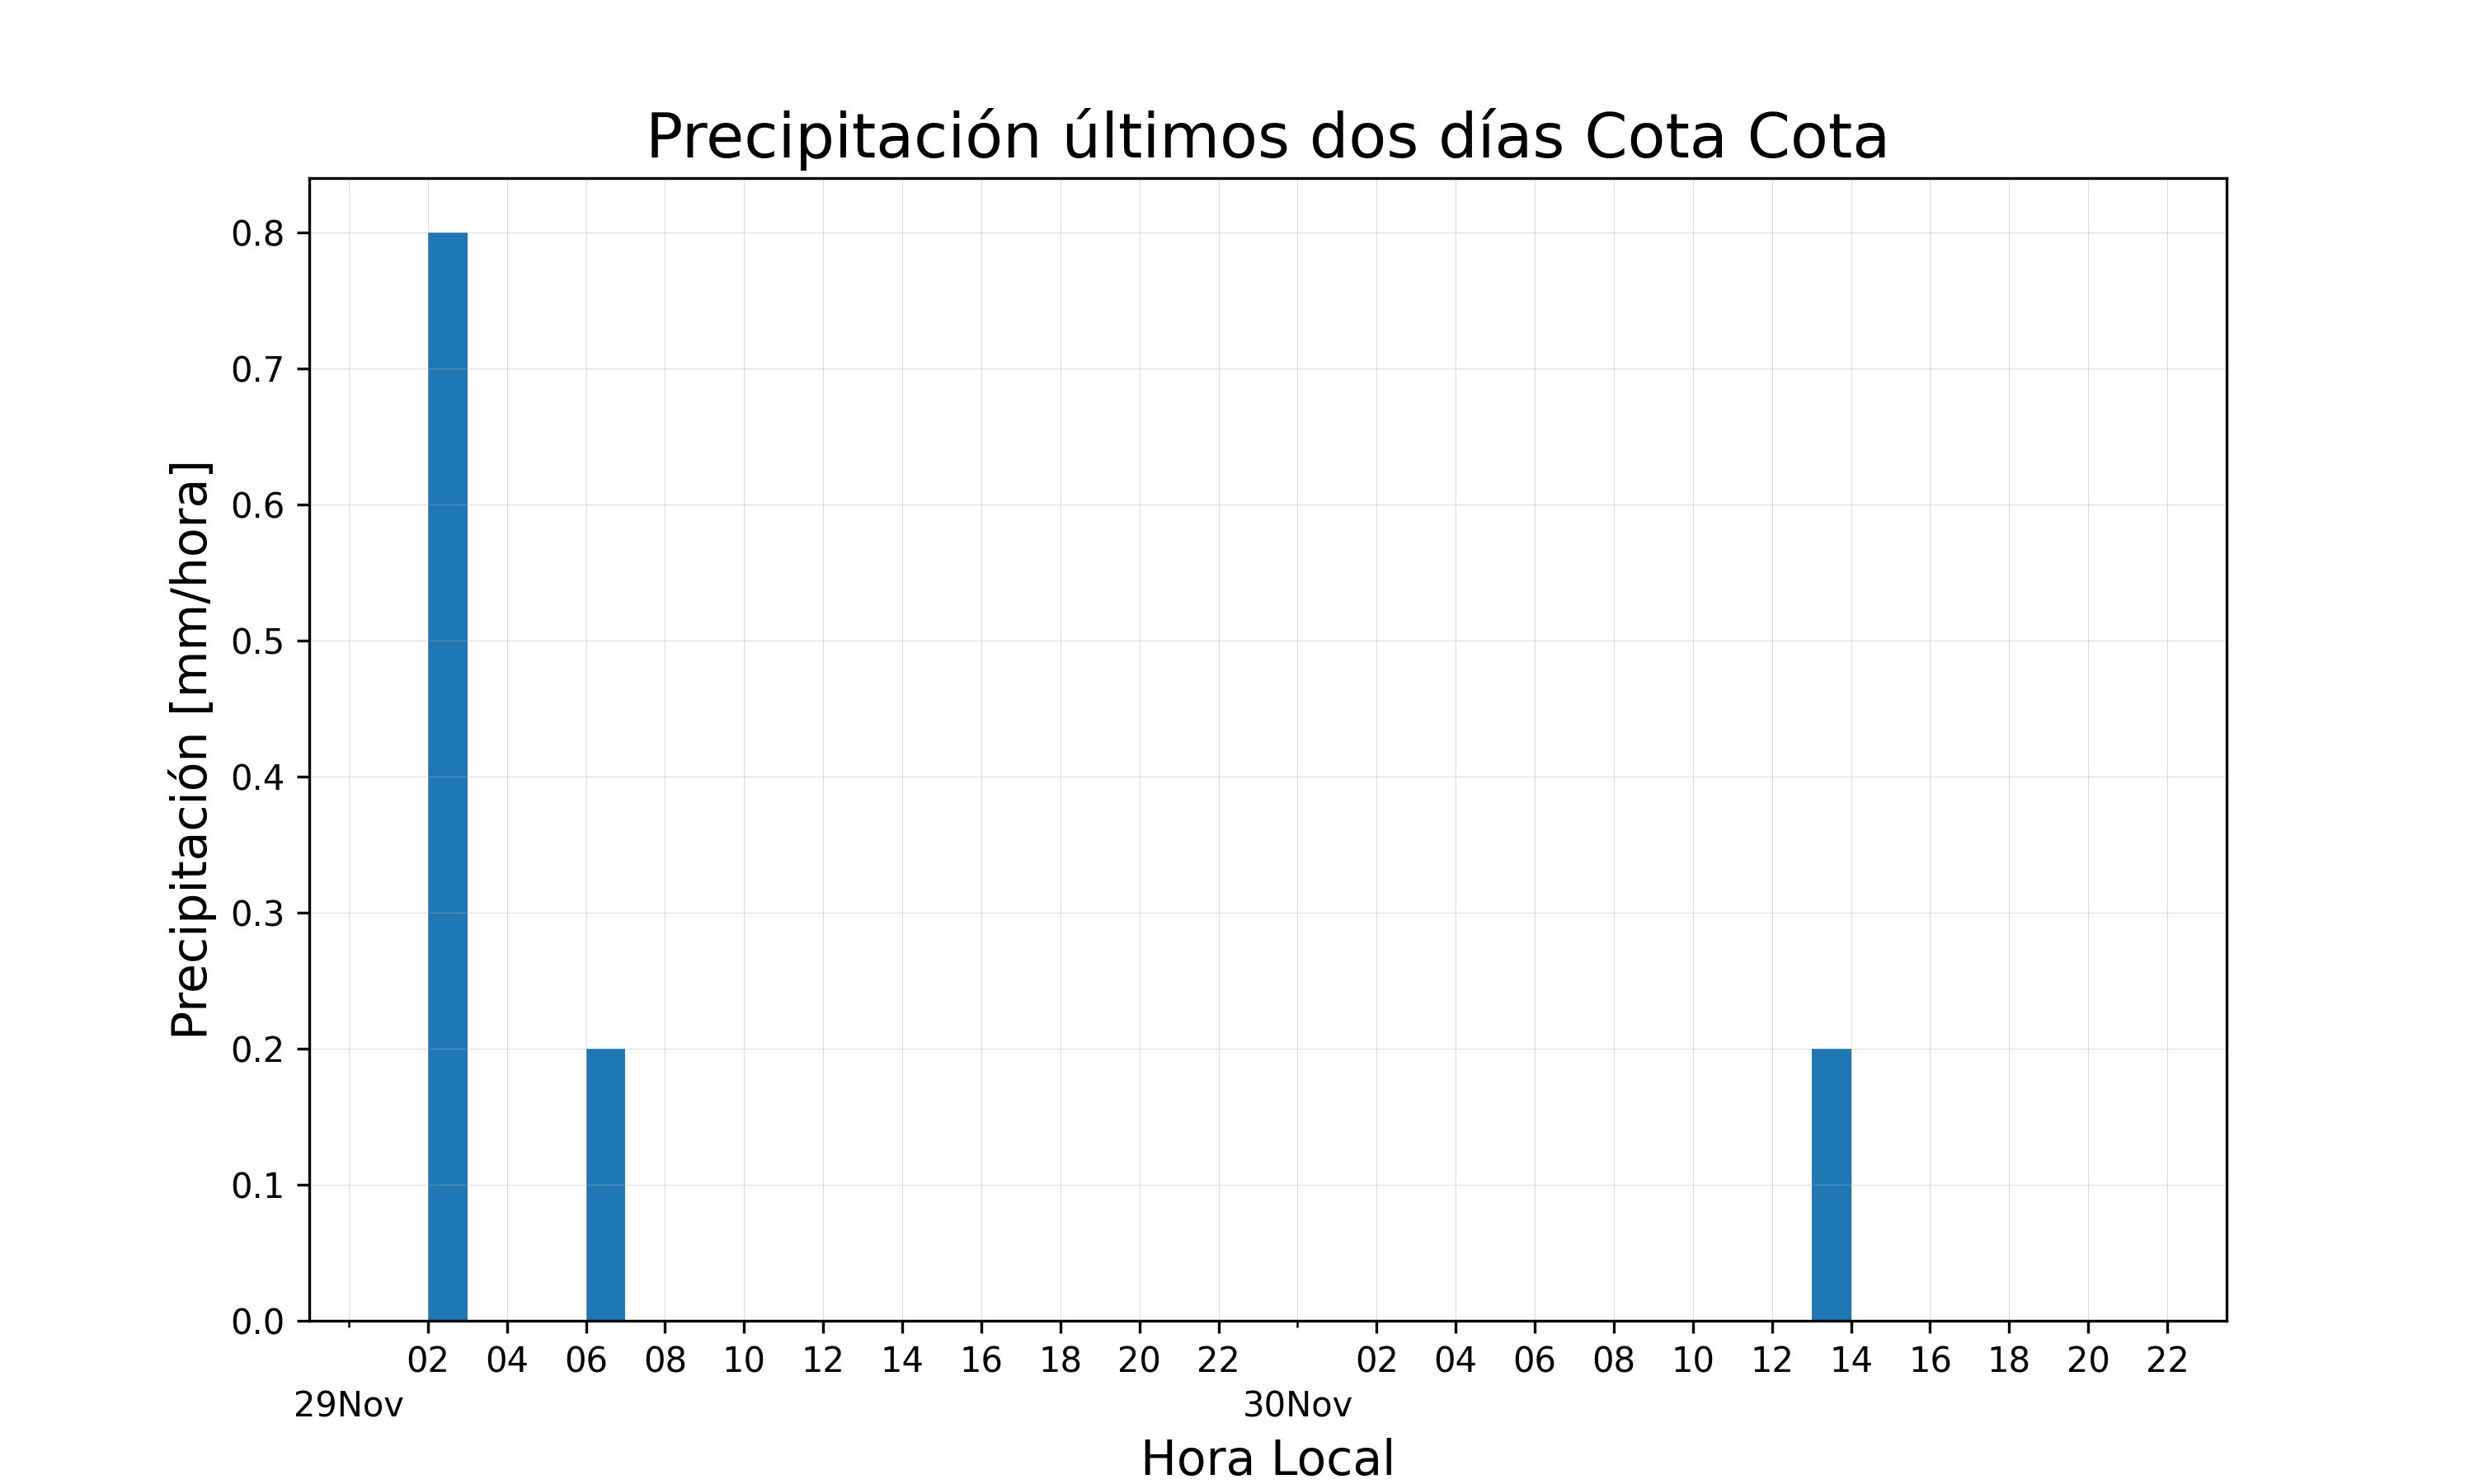 Precipitación últimos dos días Cota Cota
Precipitación [mm/hora]
0.8
0.7
0.6
0.5
0.4
0.3
0.2
0.1
0.0
02 04 06 08 10 12 14 16 18 20 22 02 04 06 08 10 12 14 16 18 20 22
29Nov 30Nov
Hora Local